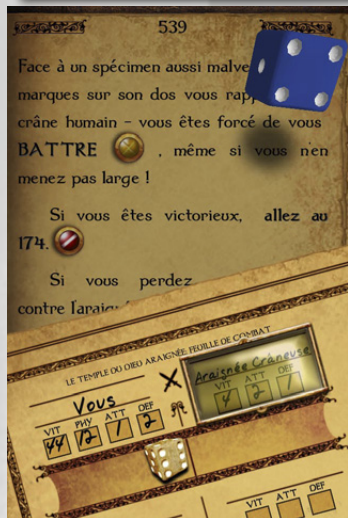 539
Face à un spécimen aussi malve
marques sur son dos vous rapp
crâne humain – vous êtes forcé de vous
BATTRE , même si vous n'en
menez pas large !
Si vous êtes victorieux, allez au
174.
Si vous perdez
contre l'araig
LE TEMPLE DU DIEU ARAIGNÉE FEUILLE DE COMBAT
Vous
VIT PHY ATT DEF
44 12 1 2
X
Araignée Crâneuse
VIT ATT DEF
4 2 1
VIT ATT DEF